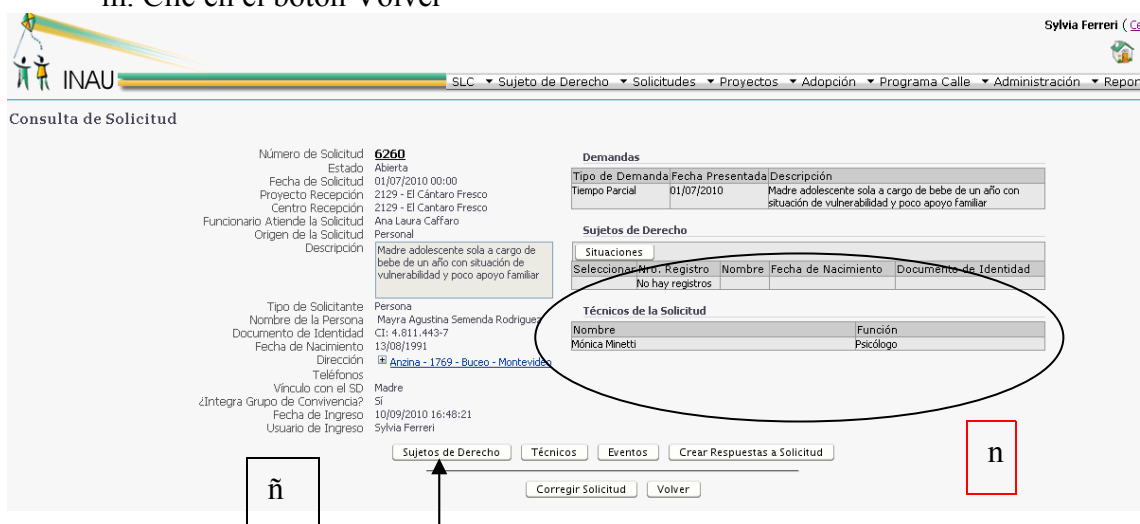 m. Clic en el botón Volver
Sylvia Ferreri ( Ce
INAU
SLC Sujeto de Derecho Solicitudes Proyectos Adopción Programa Calle Administración Repor
Consulta de Solicitud
Número de Solicitud 6260
Estado Abierta
Fecha de Solicitud 01/07/2010 00:00
Proyecto Recepción 2129 - El Cántaro Fresco
Centro Recepción 2129 - El Cantaro Fresco
Funcionario Atiende la Solicitud Ana Laura Caffaro
Origen de la Solicitud Personal
Descripción Madre adolescente sola a cargo de
bebe de un año con situación de
vulnerabilidad y poco apoyo familiar
Tipo de Solicitante Persona
Nombre de la Persona Mayra Agustina Semenda Rodriguez
Documento de Identidad CI: 4.811.443-7
Fecha de Nacimiento 13/08/1991
Dirección Anzina - 1769 - Buceo - Montevideo
Teléfonos
Vínculo con el SD Madre
¿Integra Grupo de Convivencia? Sí
Fecha de Ingreso 10/09/2010 16:48:21
Usuario de Ingreso Sylvia Ferreri
Demandas
Tipo de Demanda Fecha Presentada Descripción
Tiempo Parcial 01/07/2010 Madre adolescente sola a cargo de bebe de un año con
situación de vulnerabilidad y poco apoyo familiar
Sujetos de Derecho
Situaciones
Seleccionar Nro. Registro Nombre Fecha de Nacimiento Documento de Identidad
No hay registros
Técnicos de la Solicitud
Nombre Función
Mónica Minetti Psicólogo
Sujetos de Derecho Técnicos Eventos Crear Respuestas a Solicitud
Corregir Solicitud Volver
ñ
n